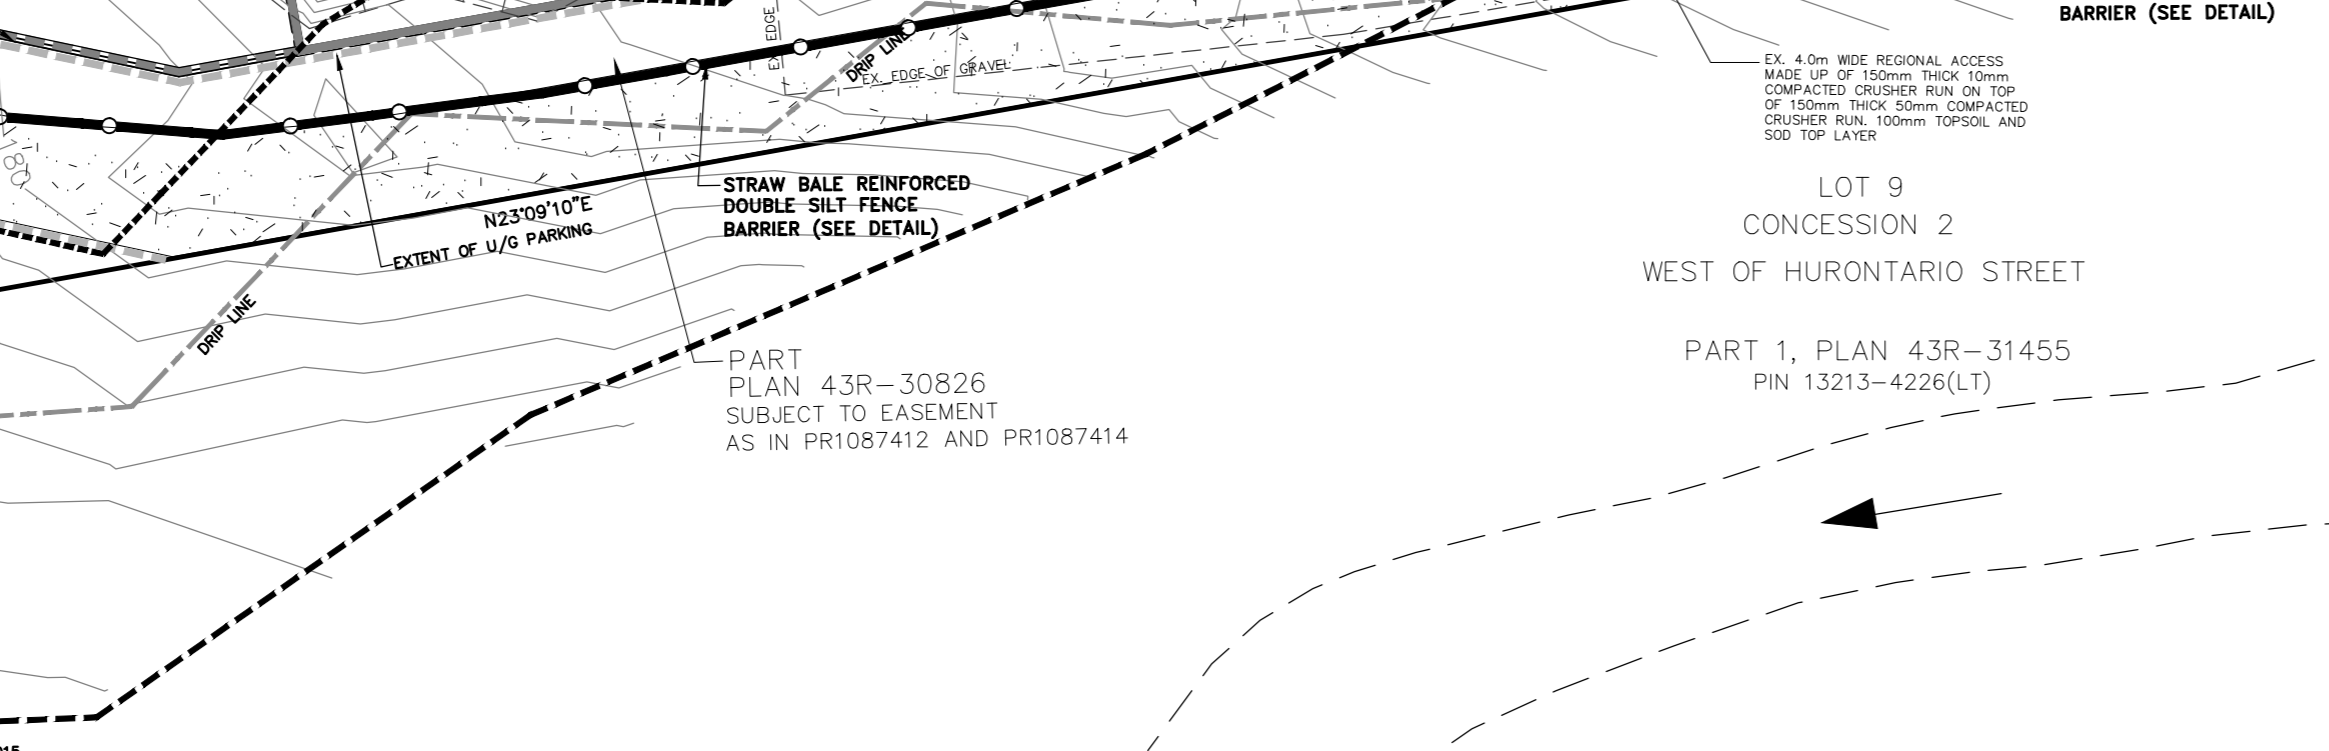 BARRIER (SEE DETAIL)
EX. EDGE
DRIP LINE
EX. EDGE OF GRAVEL
EX. 4.0m WIDE REGIONAL ACCESS
MADE UP OF 150mm THICK 10mm
COMPACTED CRUSHER RUN ON TOP
OF 150mm THICK 50mm COMPACTED
CRUSHER RUN. 100mm TOPSOIL AND
SOD TOP LAYER
STRAW BALE REINFORCED
DOUBLE SILT FENCE
BARRIER (SEE DETAIL)
N23°09'10"E
EXTENT OF U/G PARKING
LOT 9
CONCESSION 2
WEST OF HURONTARIO STREET
DRIP LINE
PART
PLAN 43R-30826
SUBJECT TO EASEMENT
AS IN PR1087412 AND PR1087414
PART 1, PLAN 43R-31455
PIN 13213-4226(LT)